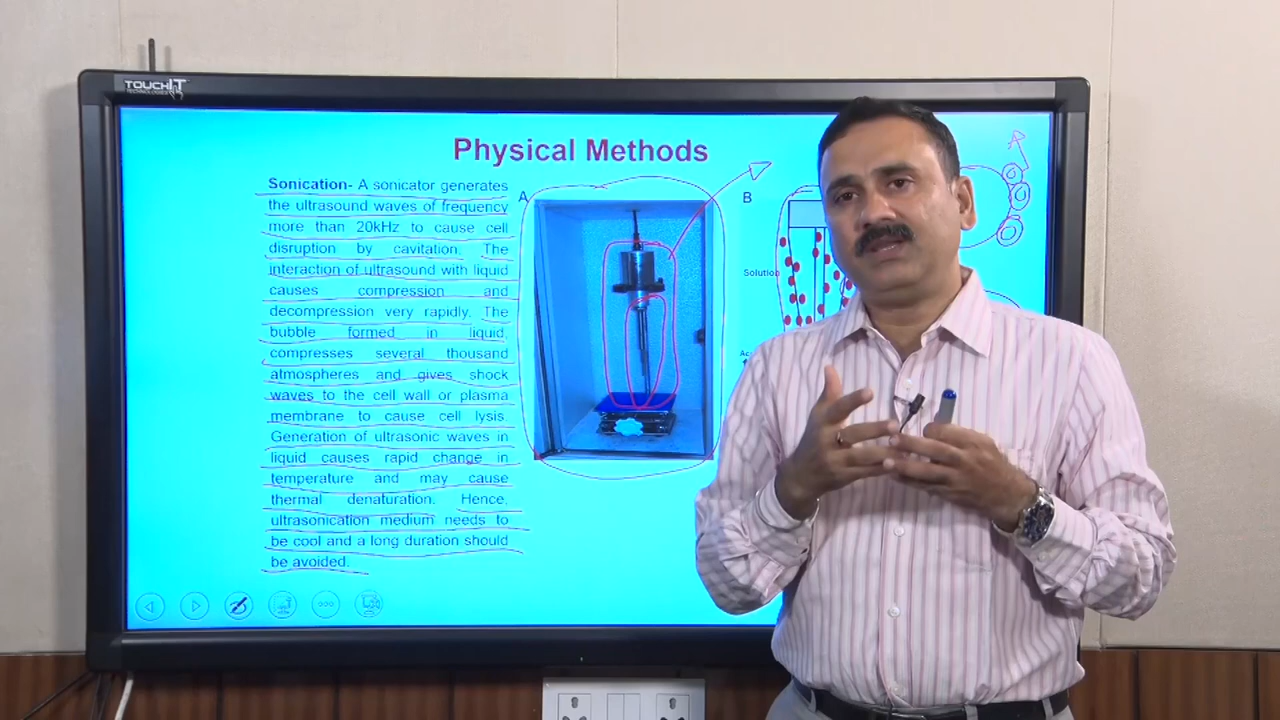 TOUCHIT
TECHNOLOGIES
Physical Methods
Sonication- A sonicator generates
the ultrasound waves of frequency
more than 20kHz to cause cell
disruption by cavitation. The
interaction of ultrasound with liquid
causes compression and
decompression very rapidly. The
bubble formed in liquid,
compresses several thousand
atmospheres and gives shock
waves to the cell wall or plasma
membrane to cause cell lysis.
Generation of ultrasonic waves in
liquid causes rapid change in
temperature and may cause
thermal denaturation. Hence,
ultrasonication medium needs to
be cool and a long duration should
be avoided.
A
B
Solution